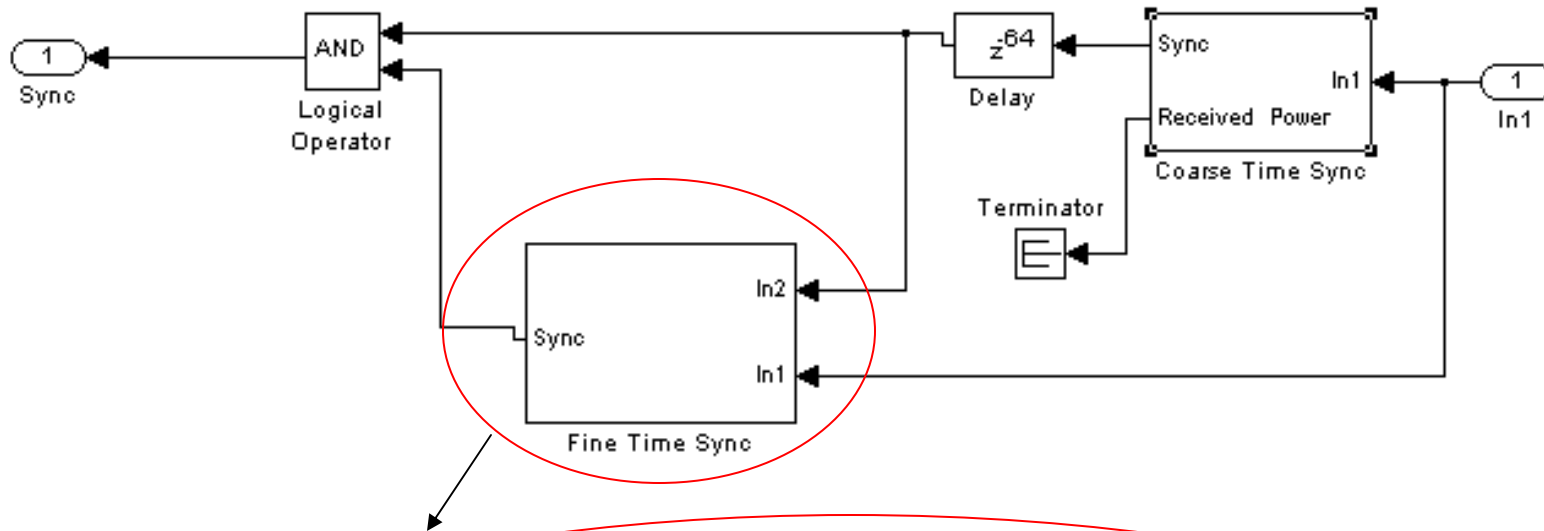 1
Sync
AND
Logical
Operator
z-64
Delay
Sync
In1
Received Power
Coarse Time Sync
1
In1
Terminator
In2
Sync
In1
Fine Time Sync